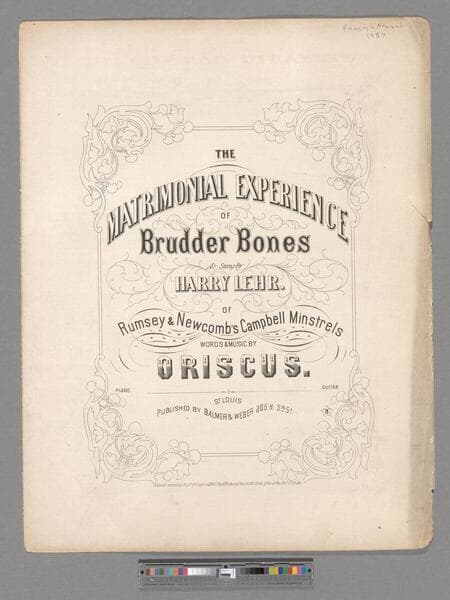 1857
THE
MATRIMONIAL EXPERIENCE
OF
Brudder Bones
As Sung by
HARRY LEHR.
OF
Rumsey & Newcomb's Campbell Minstrels
WORDS & MUSIC BY
ORISCUS.
PIANO GUITAR
ST LOUIS
PUBLISHED BY BALMER & WEBER 206 N. 5th St